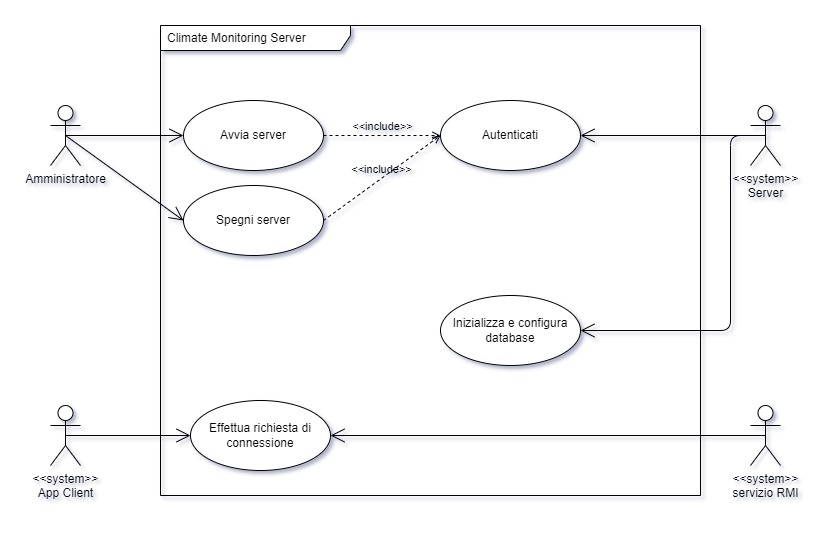 Climate Monitoring Server
Avvia server
<<include>>
Autenticati
<<include>>
Amministratore
<<system>>
Server
Spegni server
Inizializza e configura
database
Effettua richiesta di
connessione
<<system>>
App Client
<<system>>
servizio RMI